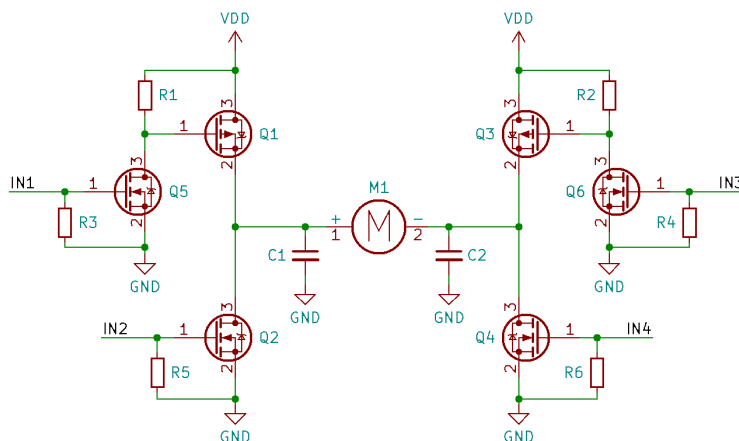 VDD VDD
R1 R2
3 3
1 Q1 Q3 1
2 2
3 3
IN1 1 Q5 M1 Q6 1 IN3
R3 2 + 1 M - 2 2 R4
GND C1 C2 GND
GND GND
3 3
IN2 1 Q2 Q4 1 IN4
R5 2 2 R6
GND GND